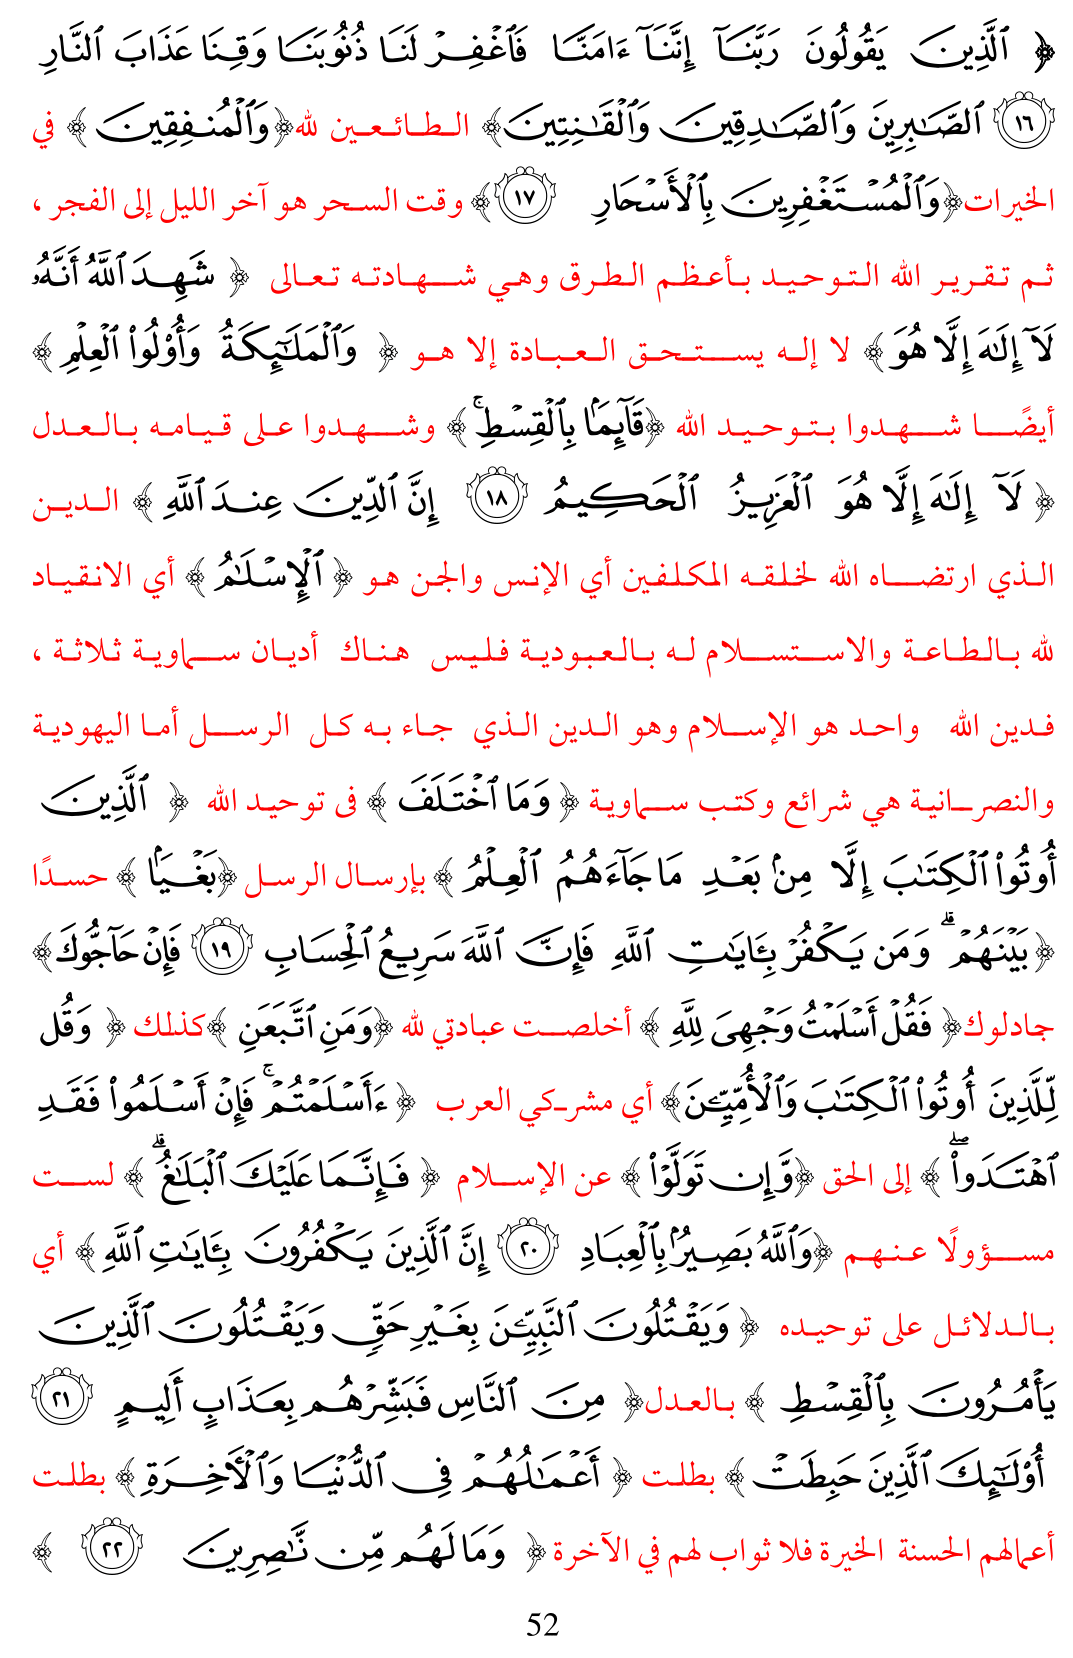 ﴿ ٱلَّذِينَ يَقُولُونَ رَبَّنَآ إِنَّنَآ ءَامَنَّا فَٱغْفِرْ لَنَا ذُنُوبَنَا وَقِنَا عَذَابَ ٱلنَّارِ
١٦ ٱلصَّـٰبِرِينَ وَٱلصَّـٰدِقِينَ وَٱلْقَـٰنِتِينَ﴾ الطائعين لله﴿وَٱلْمُنفِقِينَ ﴾ في
الخيرات﴿وَٱلْمُسْتَغْفِرِينَ بِٱلْأَسْحَارِ ١٧ ﴾ وقت السحر هو آخر الليل إلى الفجر ،
ثم تقرير الله التوحيد بأعظم الطرق وهي شهادته تعالى ﴿ شَهِدَ ٱللَّهُ أَنَّهُۥ
لَآ إِلَـٰهَ إِلَّا هُوَ ﴾ لا إله يستحق العبادة إلا هو ﴿ وَٱلْمَلَـٰٓئِكَةُ وَأُو۟لُوا۟ ٱلْعِلْمِ ﴾
أيضًا شهدوا بتوحيد الله ﴿قَآئِمًۢا بِٱلْقِسْطِ ۚ ﴾ وشهدوا على قيامه بالعدل
﴿ لَآ إِلَـٰهَ إِلَّا هُوَ ٱلْعَزِيزُ ٱلْحَكِيمُ ١٨ إِنَّ ٱلدِّينَ عِندَ ٱللَّهِ ﴾ الدين
الذي ارتضاه الله لخلقه المكلفين أي الإنس والجن هو ﴿ ٱلْإِسْلَـٰمُ ﴾ أي الانقياد
لله بالطاعة والاستسلام له بالعبودية فليس هناك أديان سماوية ثلاثة ،
فدين الله واحد هو الإسلام وهو الدين الذي جاء به كل الرسل أما اليهودية
والنصرانية هي شرائع وكتب سماوية ﴿ وَمَا ٱخْتَلَفَ ﴾ فى توحيد الله ﴿ ٱلَّذِينَ
أُوتُوا۟ ٱلْكِتَـٰبَ إِلَّا مِنۢ بَعْدِ مَا جَآءَهُمُ ٱلْعِلْمُ ﴾ بإرسال الرسل ﴿بَغْيًۢا ﴾ حسدًا
﴿بَيْنَهُمْ ۗ وَمَن يَكْفُرْ بِـَٔايَـٰتِ ٱللَّهِ فَإِنَّ ٱللَّهَ سَرِيعُ ٱلْحِسَابِ ١٩ فَإِنْ حَآجُّوكَ﴾
جادلوك﴿ فَقُلْ أَسْلَمْتُ وَجْهِىَ لِلَّهِ ﴾ أخلصت عبادتي لله ﴿وَمَنِ ٱتَّبَعَنِ ﴾كذلك ﴿ وَقُل
لِّلَّذِينَ أُوتُوا۟ ٱلْكِتَـٰبَ وَٱلْأُمِّيِّـۧنَ﴾ أي مشركي العرب ﴿ ءَأَسْلَمْتُمْ ۚ فَإِنْ أَسْلَمُوا۟ فَقَدِ
ٱهْتَدَوا۟ ۖ ﴾ إلى الحق ﴿وَّإِن تَوَلَّوْا۟ ﴾ عن الإسلام ﴿ فَإِنَّمَا عَلَيْكَ ٱلْبَلَـٰغُ ۗ ﴾ لست
مسؤولًا عنهم ﴿وَٱللَّهُ بَصِيرٌۢ بِٱلْعِبَادِ ٢٠ إِنَّ ٱلَّذِينَ يَكْفُرُونَ بِـَٔايَـٰتِ ٱللَّهِ ﴾ أي
بالدلائل على توحيده ﴿ وَيَقْتُلُونَ ٱلنَّبِيِّـۧنَ بِغَيْرِ حَقٍّ وَيَقْتُلُونَ ٱلَّذِينَ
يَأْمُرُونَ بِٱلْقِسْطِ ﴾ بالعدل﴿ مِنَ ٱلنَّاسِ فَبَشِّرْهُم بِعَذَابٍ أَلِيمٍ ٢١
أُو۟لَـٰٓئِكَ ٱلَّذِينَ حَبِطَتْ ﴾ بطلت ﴿ أَعْمَـٰلُهُمْ فِى ٱلدُّنْيَا وَٱلْـَٔاخِرَةِ ﴾ بطلت
أعمالهم الحسنة الخيرة فلا ثواب لهم في الآخرة ﴿ وَمَا لَهُم مِّن نَّـٰصِرِينَ ٢٢ ﴾
52